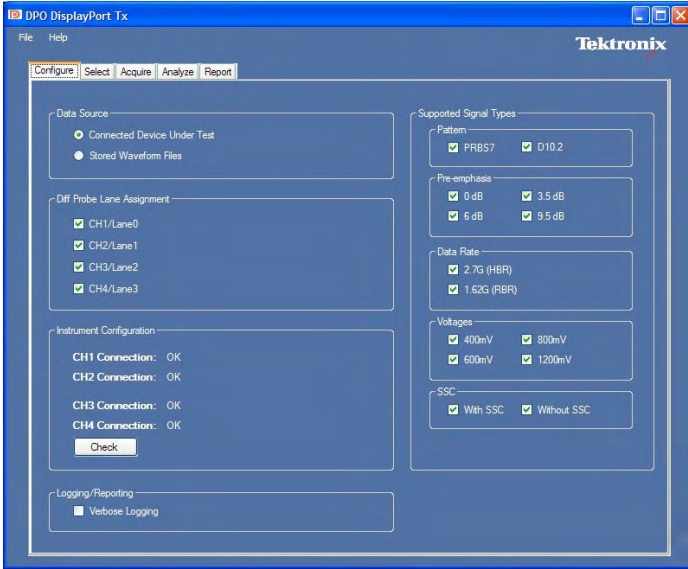 DPO DisplayPort Tx
File Help
Tektronix
Configure Select Acquire Analyze Report
Data Source
Connected Device Under Test
Stored Waveform Files
Diff Probe Lane Assignment
CH1/Lane0
CH2/Lane1
CH3/Lane2
CH4/Lane3
Instrument Configuration
CH1 Connection: OK
CH2 Connection: OK
CH3 Connection: OK
CH4 Connection: OK
Check
Logging/Reporting
Verbose Logging
Supported Signal Types
Pattern
PRBS7 D10.2
Pre-emphasis
0 dB 3.5 dB
6 dB 9.5 dB
Data Rate
2.7G (HBR)
1.62G (RBR)
Voltages
400mV 800mV
600mV 1200mV
SSC
With SSC Without SSC